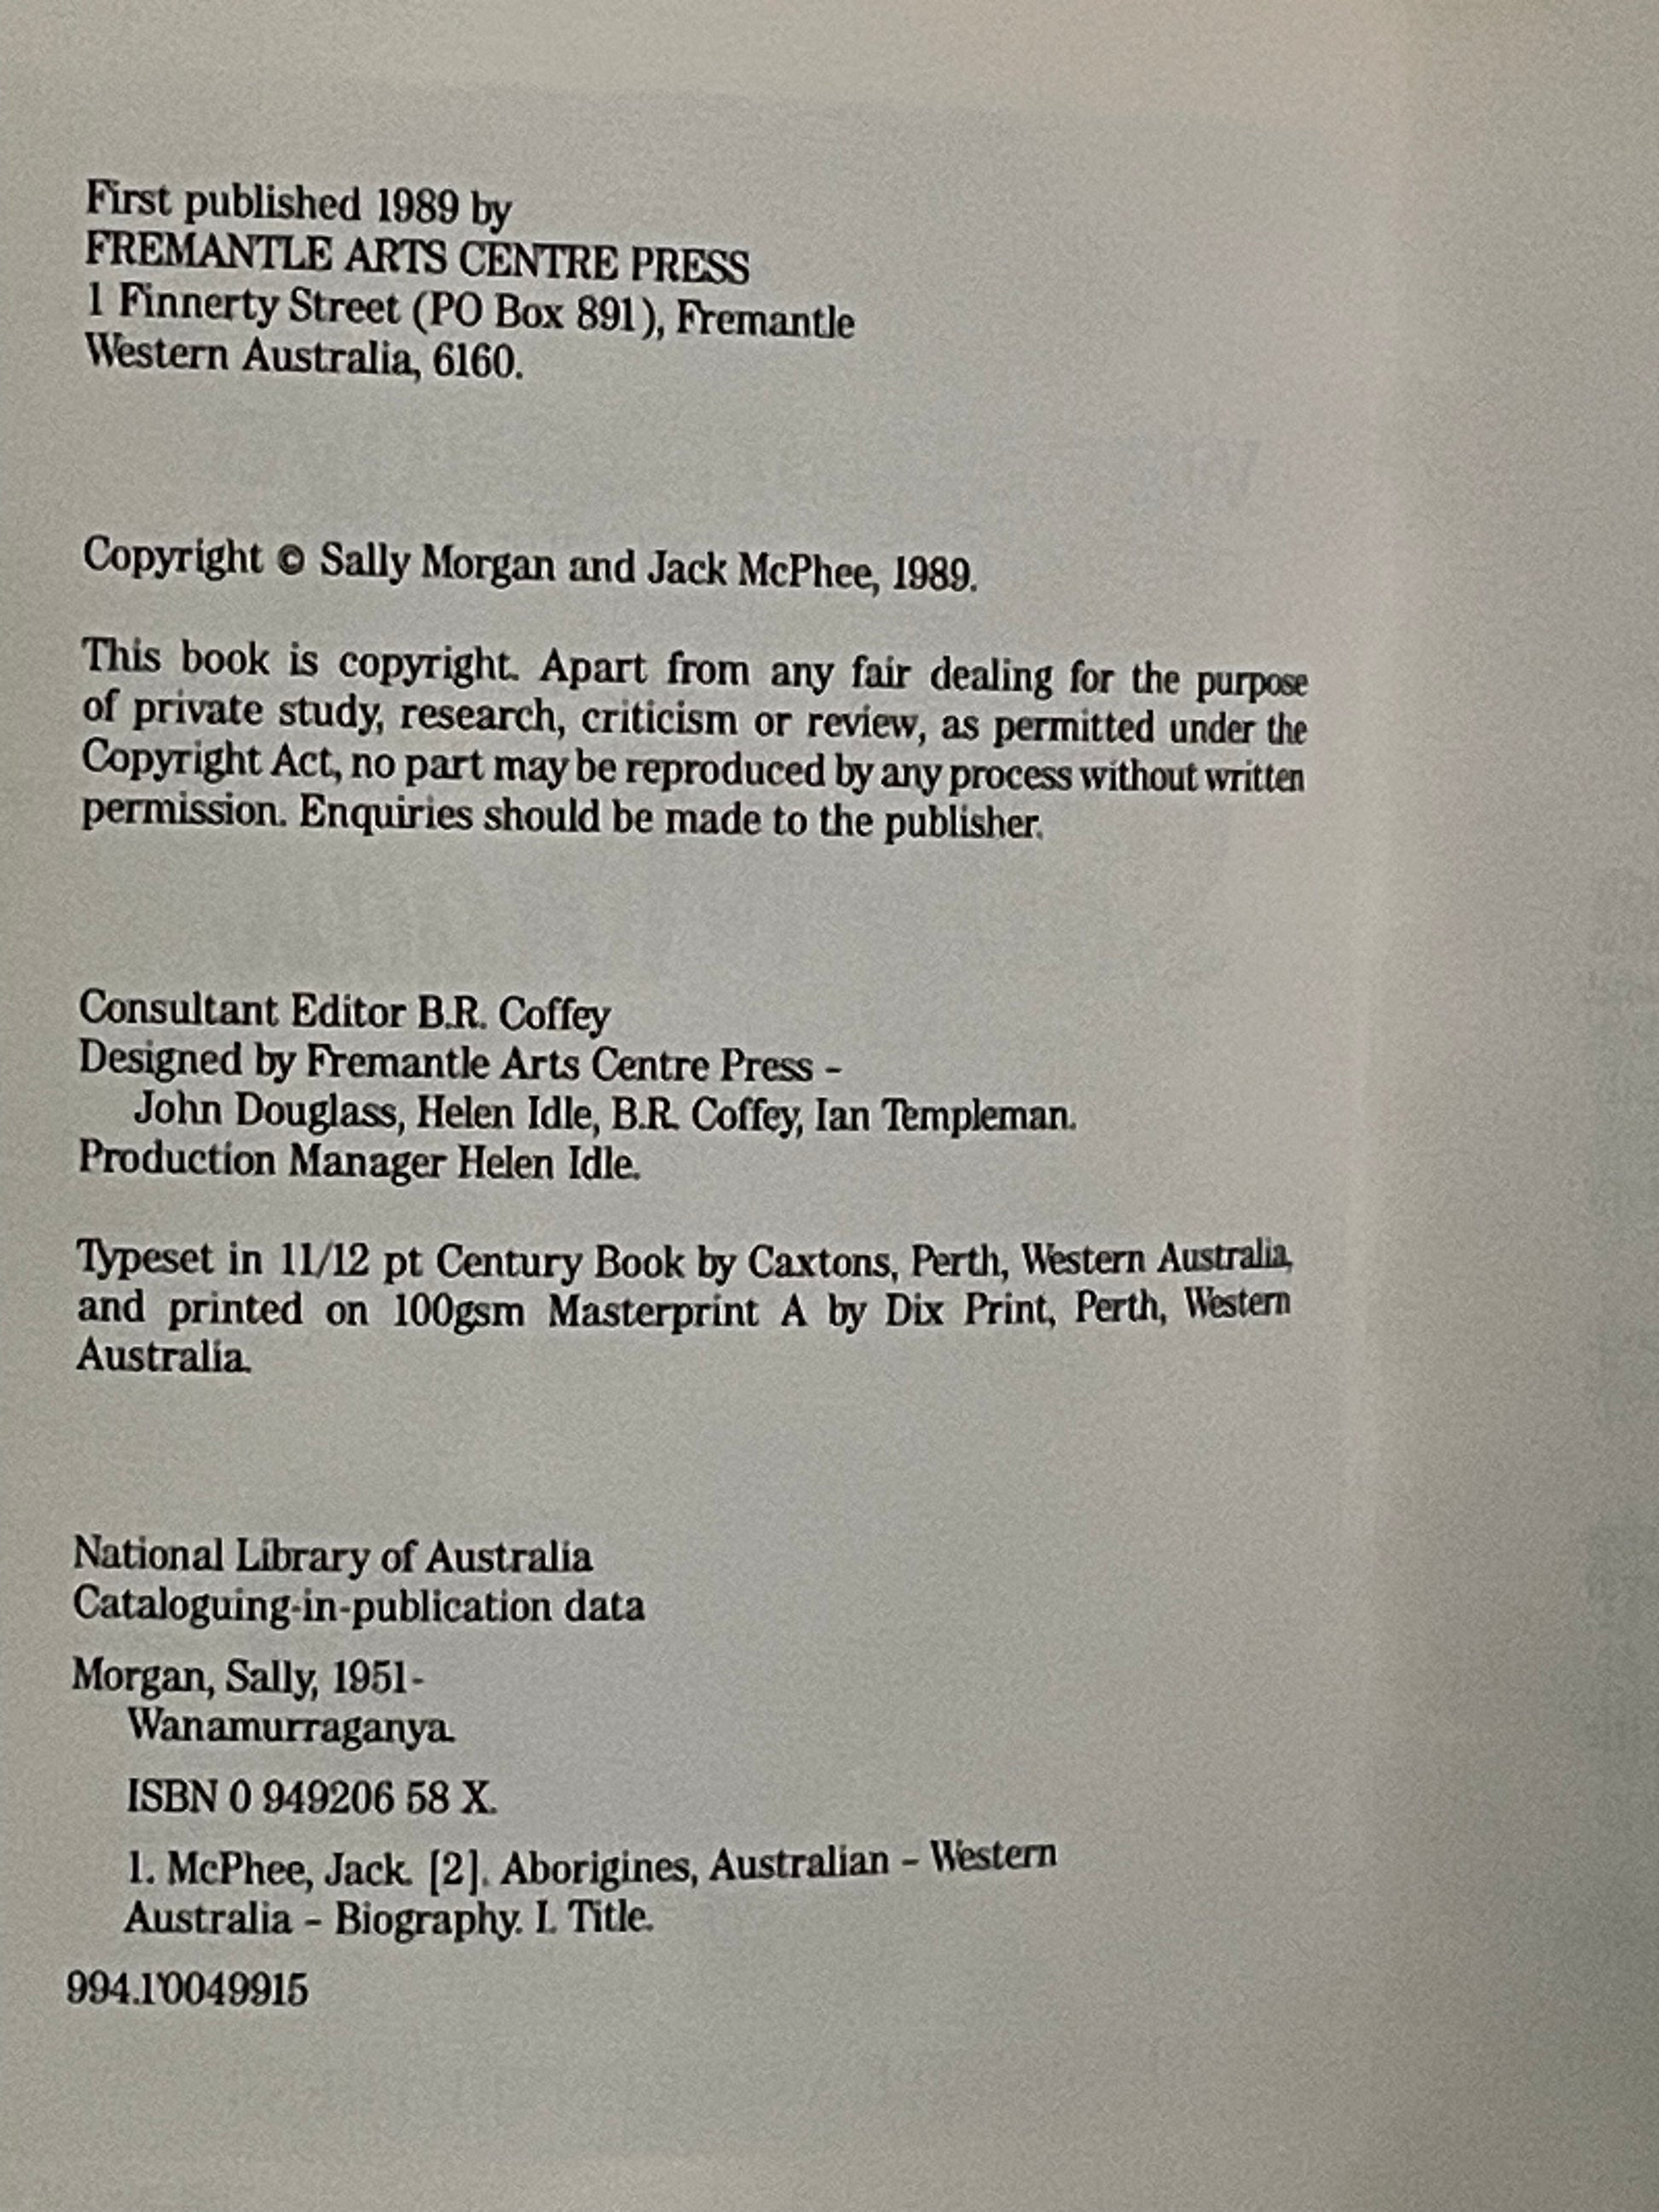 First published 1989 by
FREMANTLE ARTS CENTRE PRESS
1 Finnerty Street (PO Box 891), Fremantle
Western Australia, 6160.
Copyright © Sally Morgan and Jack McPhee, 1989.
This book is copyright. Apart from any fair dealing for the purpose
of private study, research, criticism or review, as permitted under the
Copyright Act, no part may be reproduced by any process without written
permission. Enquiries should be made to the publisher.
Consultant Editor B.R. Coffey
Designed by Fremantle Arts Centre Press –
John Douglass, Helen Idle, B.R. Coffey, Ian Templeman.
Production Manager Helen Idle.
Typeset in 11/12 pt Century Book by Caxtons, Perth, Western Australia,
and printed on 100gsm Masterprint A by Dix Print, Perth, Western
Australia.
National Library of Australia
Cataloguing-in-publication data
Morgan, Sally, 1951-
Wanamurraganya.
ISBN 0 949206 58 X.
1. McPhee, Jack. [2]. Aborigines, Australian – Western
Australia – Biography. I. Title.
994.1'0049915